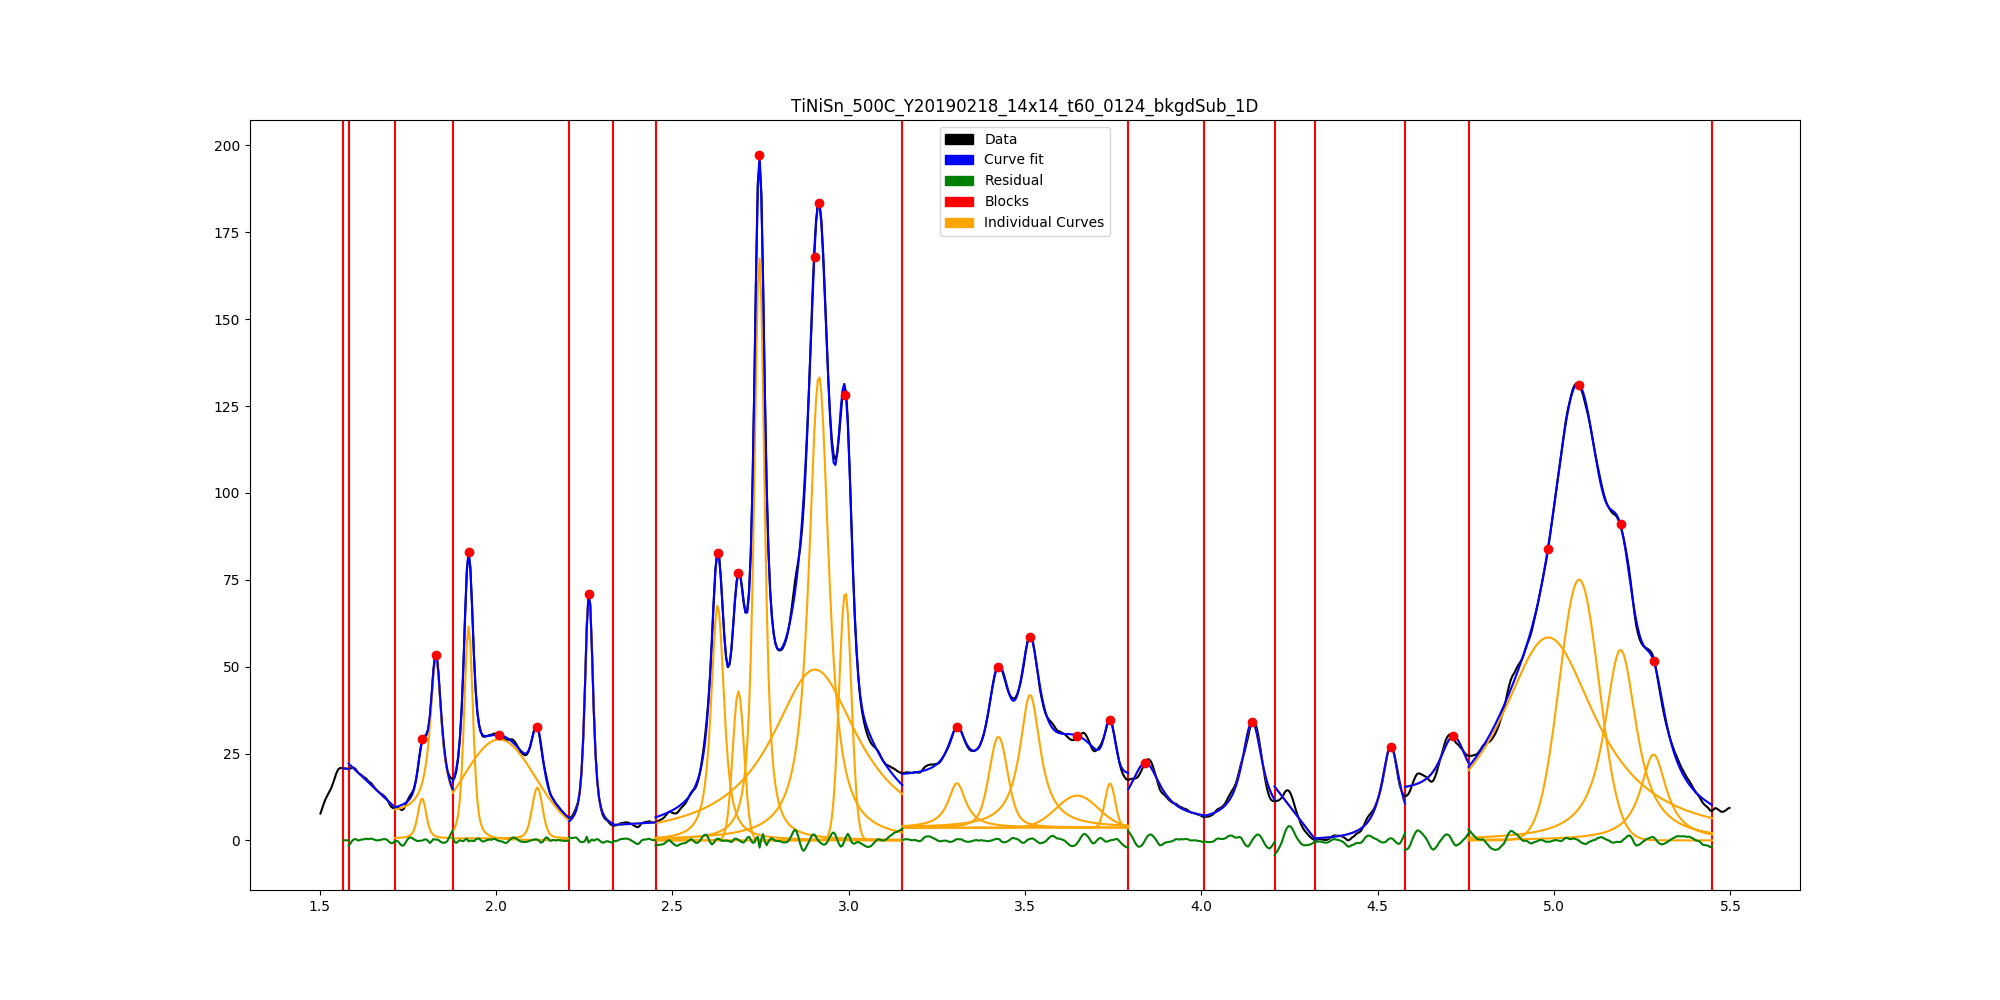 TiNiSn_500C_Y20190218_14x14_t60_0124_bkgdSub_1D
Data
Curve fit
Residual
Blocks
Individual Curves
200
175
150
125
100
75
50
25
0
1.5 2.0 2.5 3.0 3.5 4.0 4.5 5.0 5.5